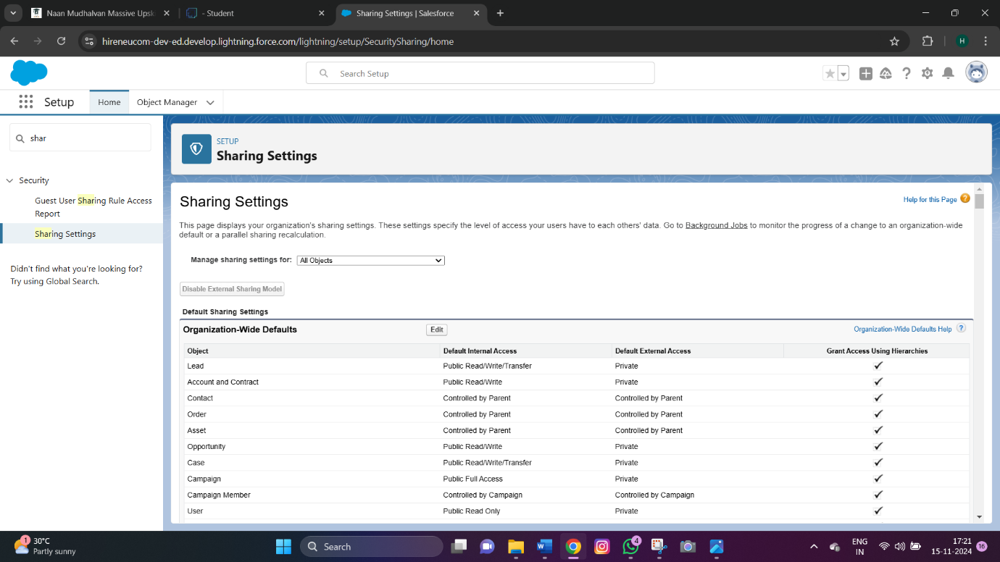 Naan Mudhalvan Massive Upsk
- Student
Sharing Settings | Salesforce
hireneucom-dev-ed.develop.lightning.force.com/lightning/setup/SecuritySharing/home
H
Search Setup
Setup
Home
Object Manager
shar
Security
Guest User Sharing Rule Access
Report
Sharing Settings
Didn't find what you're looking for?
Try using Global Search.
SETUP
Sharing Settings
Sharing Settings
Help for this Page
This page displays your organization's sharing settings. These settings specify the level of access your users have to each others' data. Go to Background Jobs to monitor the progress of a change to an organization-wide
default or a parallel sharing recalculation.
Manage sharing settings for: All Objects
Disable External Sharing Model
Default Sharing Settings
Organization-Wide Defaults Edit Organization-Wide Defaults Help ?
Object Default Internal Access Default External Access Grant Access Using Hierarchies
Lead Public Read/Write/Transfer Private ✓
Account and Contract Public Read/Write Private ✓
Contact Controlled by Parent Controlled by Parent ✓
Order Controlled by Parent Controlled by Parent ✓
Asset Controlled by Parent Controlled by Parent ✓
Opportunity Public Read/Write Private ✓
Case Public Read/Write/Transfer Private ✓
Campaign Public Full Access Private ✓
Campaign Member Controlled by Campaign Controlled by Campaign ✓
User Public Read Only Private ✓
1
30°C
Partly sunny
Search
4
ENG
IN
17:21
15-11-2024
16